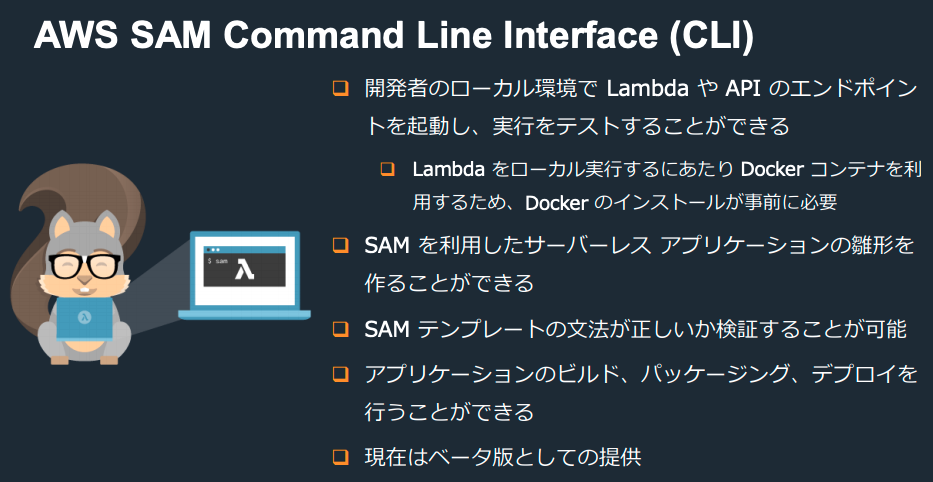 AWS SAM Command Line Interface (CLI)
開発者のローカル環境で Lambda や API のエンドポイン
トを起動し、実行をテストすることができる
Lambda をローカル実行するにあたり Docker コンテナを利
用するため、Docker のインストールが事前に必要
SAM を利用したサーバーレス アプリケーションの雛形を
作ることができる
SAM テンプレートの文法が正しいか検証することが可能
アプリケーションのビルド、パッケージング、デプロイを
行うことができる
現在はベータ版としての提供
$ sam
λ
λ